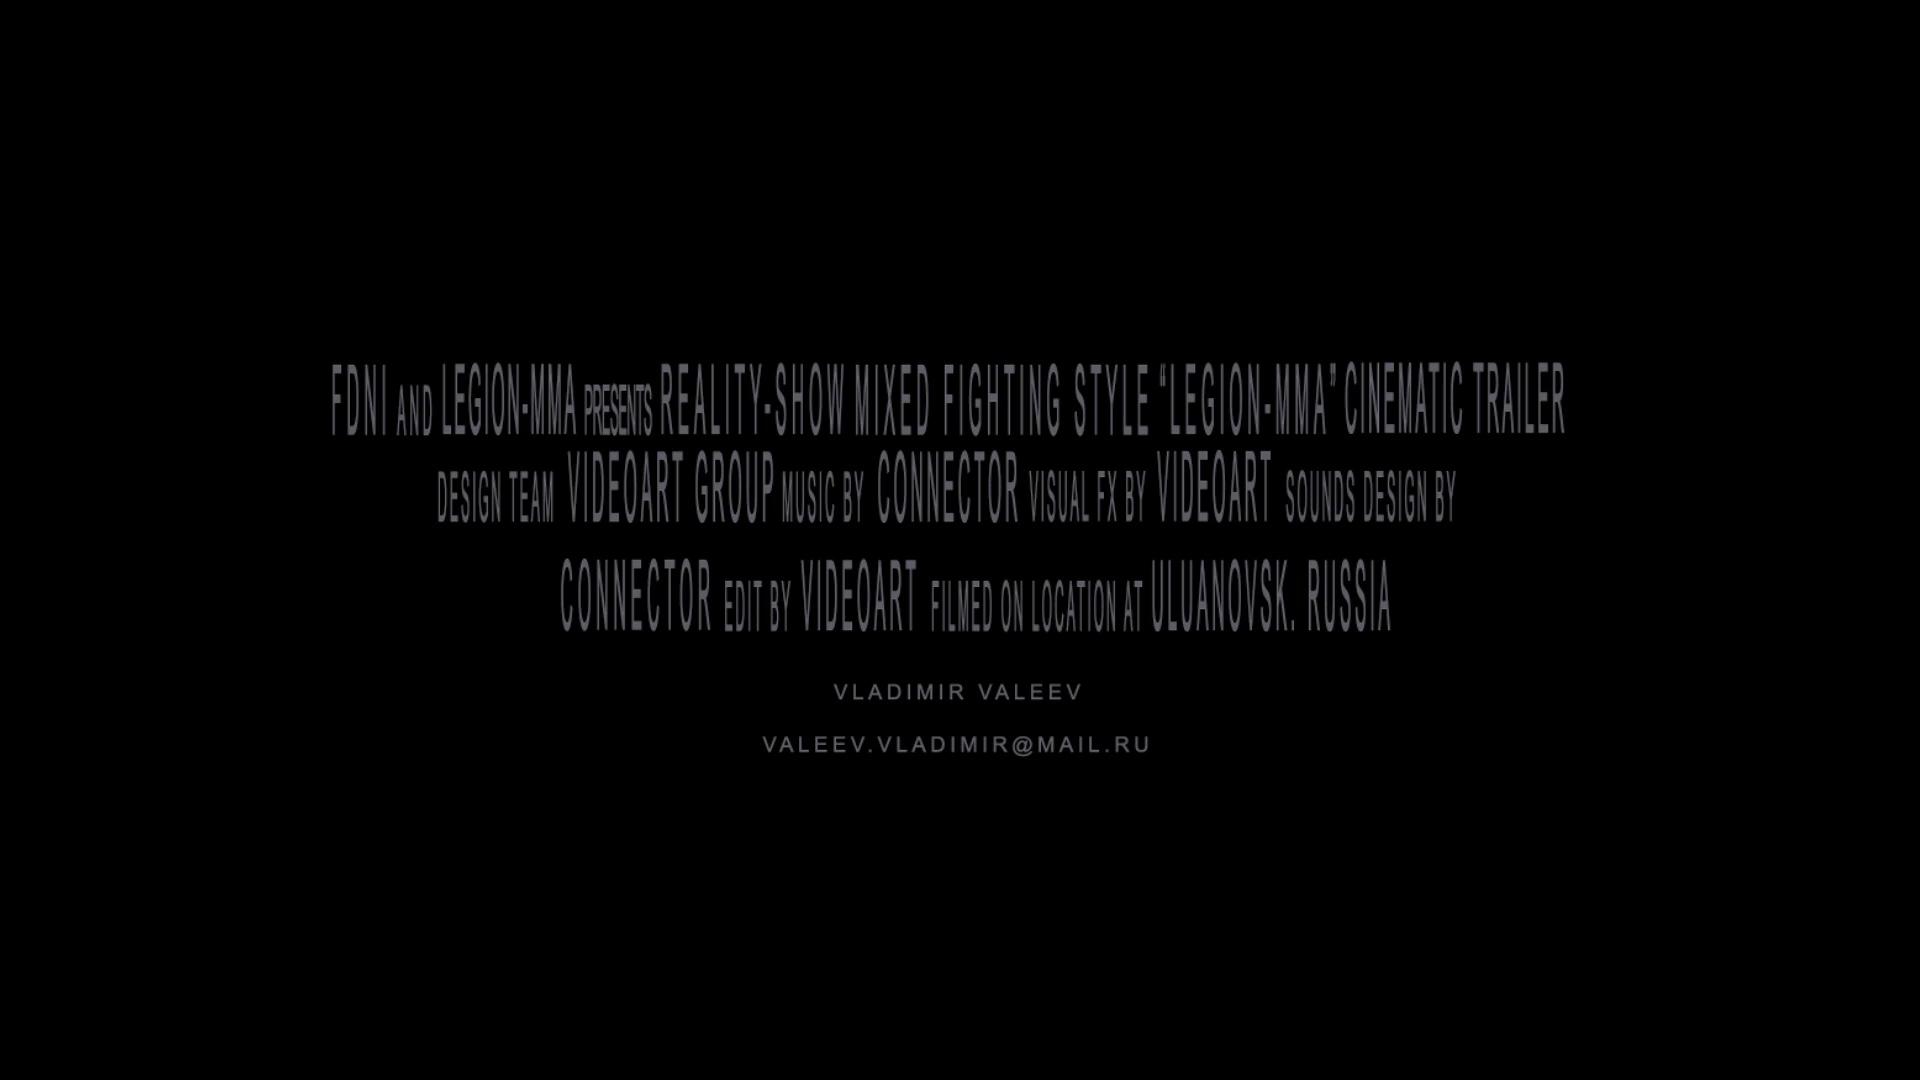 FDNI AND LEGION-MMA PRESENTS REALITY-SHOW MIXED FIGHTING STYLE “LEGION-MMA” CINEMATIC TRAILER
DESIGN TEAM VIDEOART GROUP MUSIC BY CONNECTOR VISUAL FX BY VIDEOART SOUNDS DESIGN BY
CONNECTOR EDIT BY VIDEOART FILMED ON LOCATION AT ULUANOVSK. RUSSIA
VLADIMIR VALEEV
VALEEV.VLADIMIR@MAIL.RU